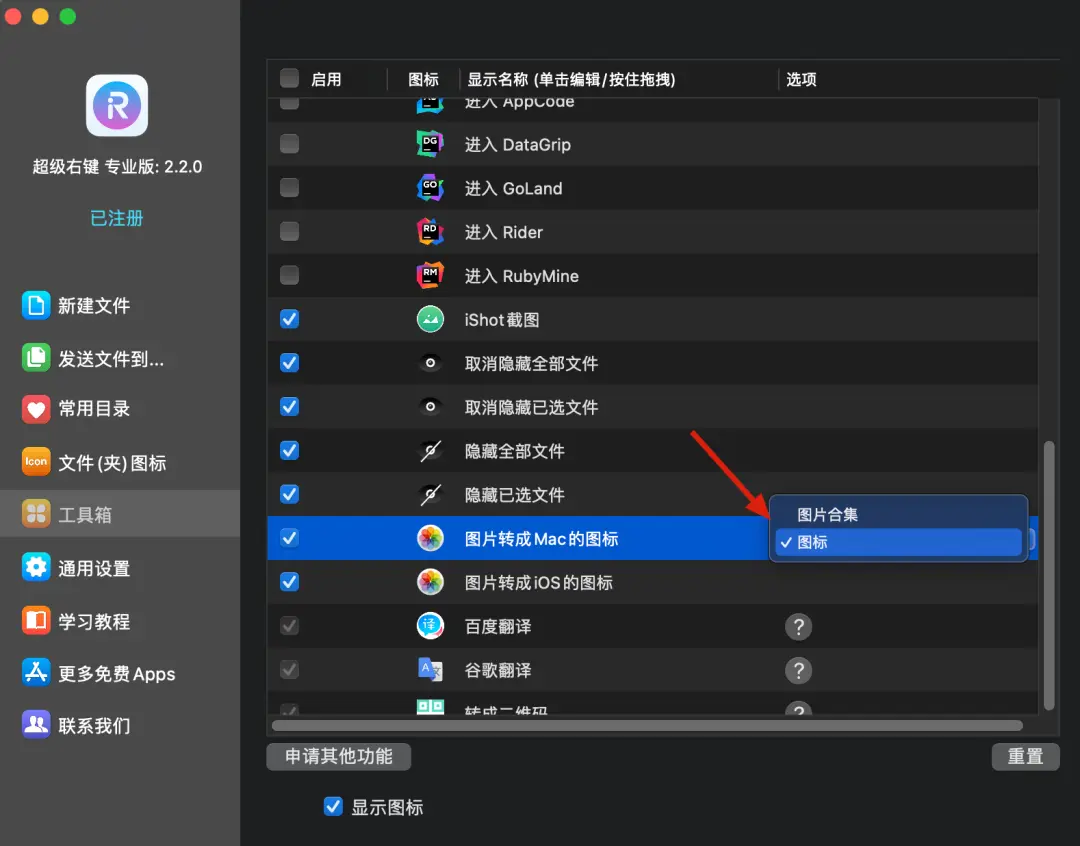 启用 图标 显示名称 (单击编辑/按住拖拽) 选项
进入 AppCode
DG 进入 DataGrip
GO 进入 GoLand
RD 进入 Rider
RM 进入 RubyMine
iShot截图
取消隐藏全部文件
取消隐藏已选文件
隐藏全部文件
隐藏已选文件
图片合集
图片转成Mac的图标 ✓ 图标
图片转成iOS的图标
译 百度翻译 ?
A 文 谷歌翻译 ?
转成二维码 ?
申请其他功能 重置
显示图标
iR
超级右键 专业版: 2.2.0
已注册
新建文件
发送文件到...
常用目录
Icon 文件(夹)图标
工具箱
通用设置
学习教程
更多免费Apps
联系我们